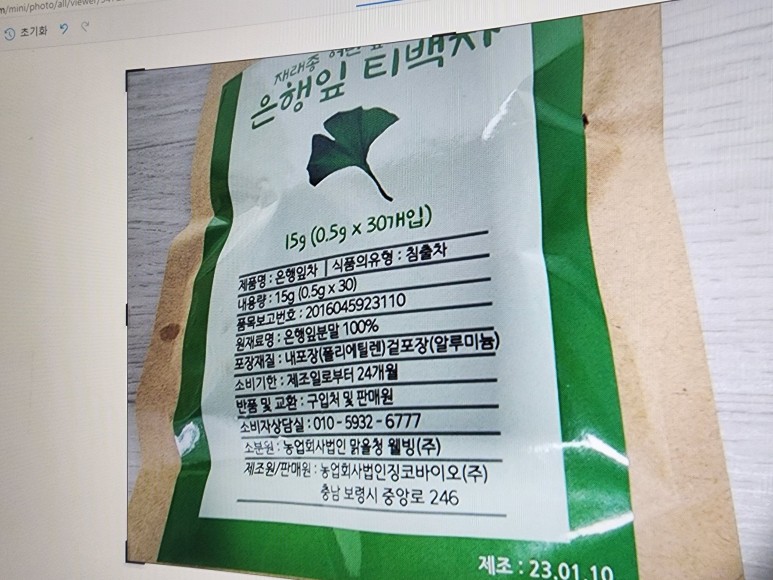 m/mini/photo/all/viewer/
초기화
재래종
은행잎 티백차
15g (0.5g x 30개입)
제품명 : 은행잎차 | 식품의유형 : 침출차
내용량 : 15g (0.5g x 30)
품목보고번호 : 2016045923110
원재료명 : 은행잎분말 100%
포장재질 : 내포장(폴리에틸렌)겉포장(알루미늄)
소비기한 : 제조일로부터 24개월
반품 및 교환 : 구입처 및 판매원
소비자상담실 : 010-5932-6777
소분원 : 농업회사법인 맑을청 웰빙(주)
제조원/판매원 : 농업회사법인징코바이오(주)
충남 보령시 중앙로 246
제조 : 23.01.10